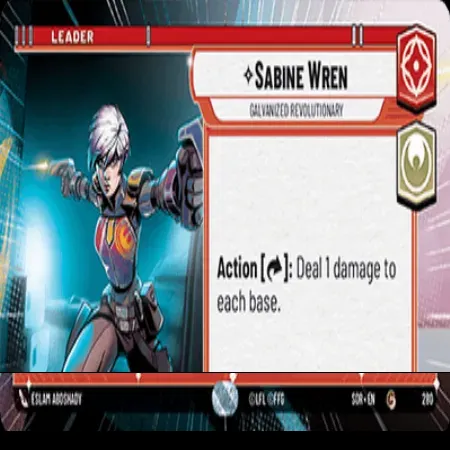 LEADER
SABINE WREN
GALVANIZED REVOLUTIONARY
Action [ ]: Deal 1 damage to
each base.
ESLAM ABOSHADY
©LFL ©FFG
SOR • EN
G
280